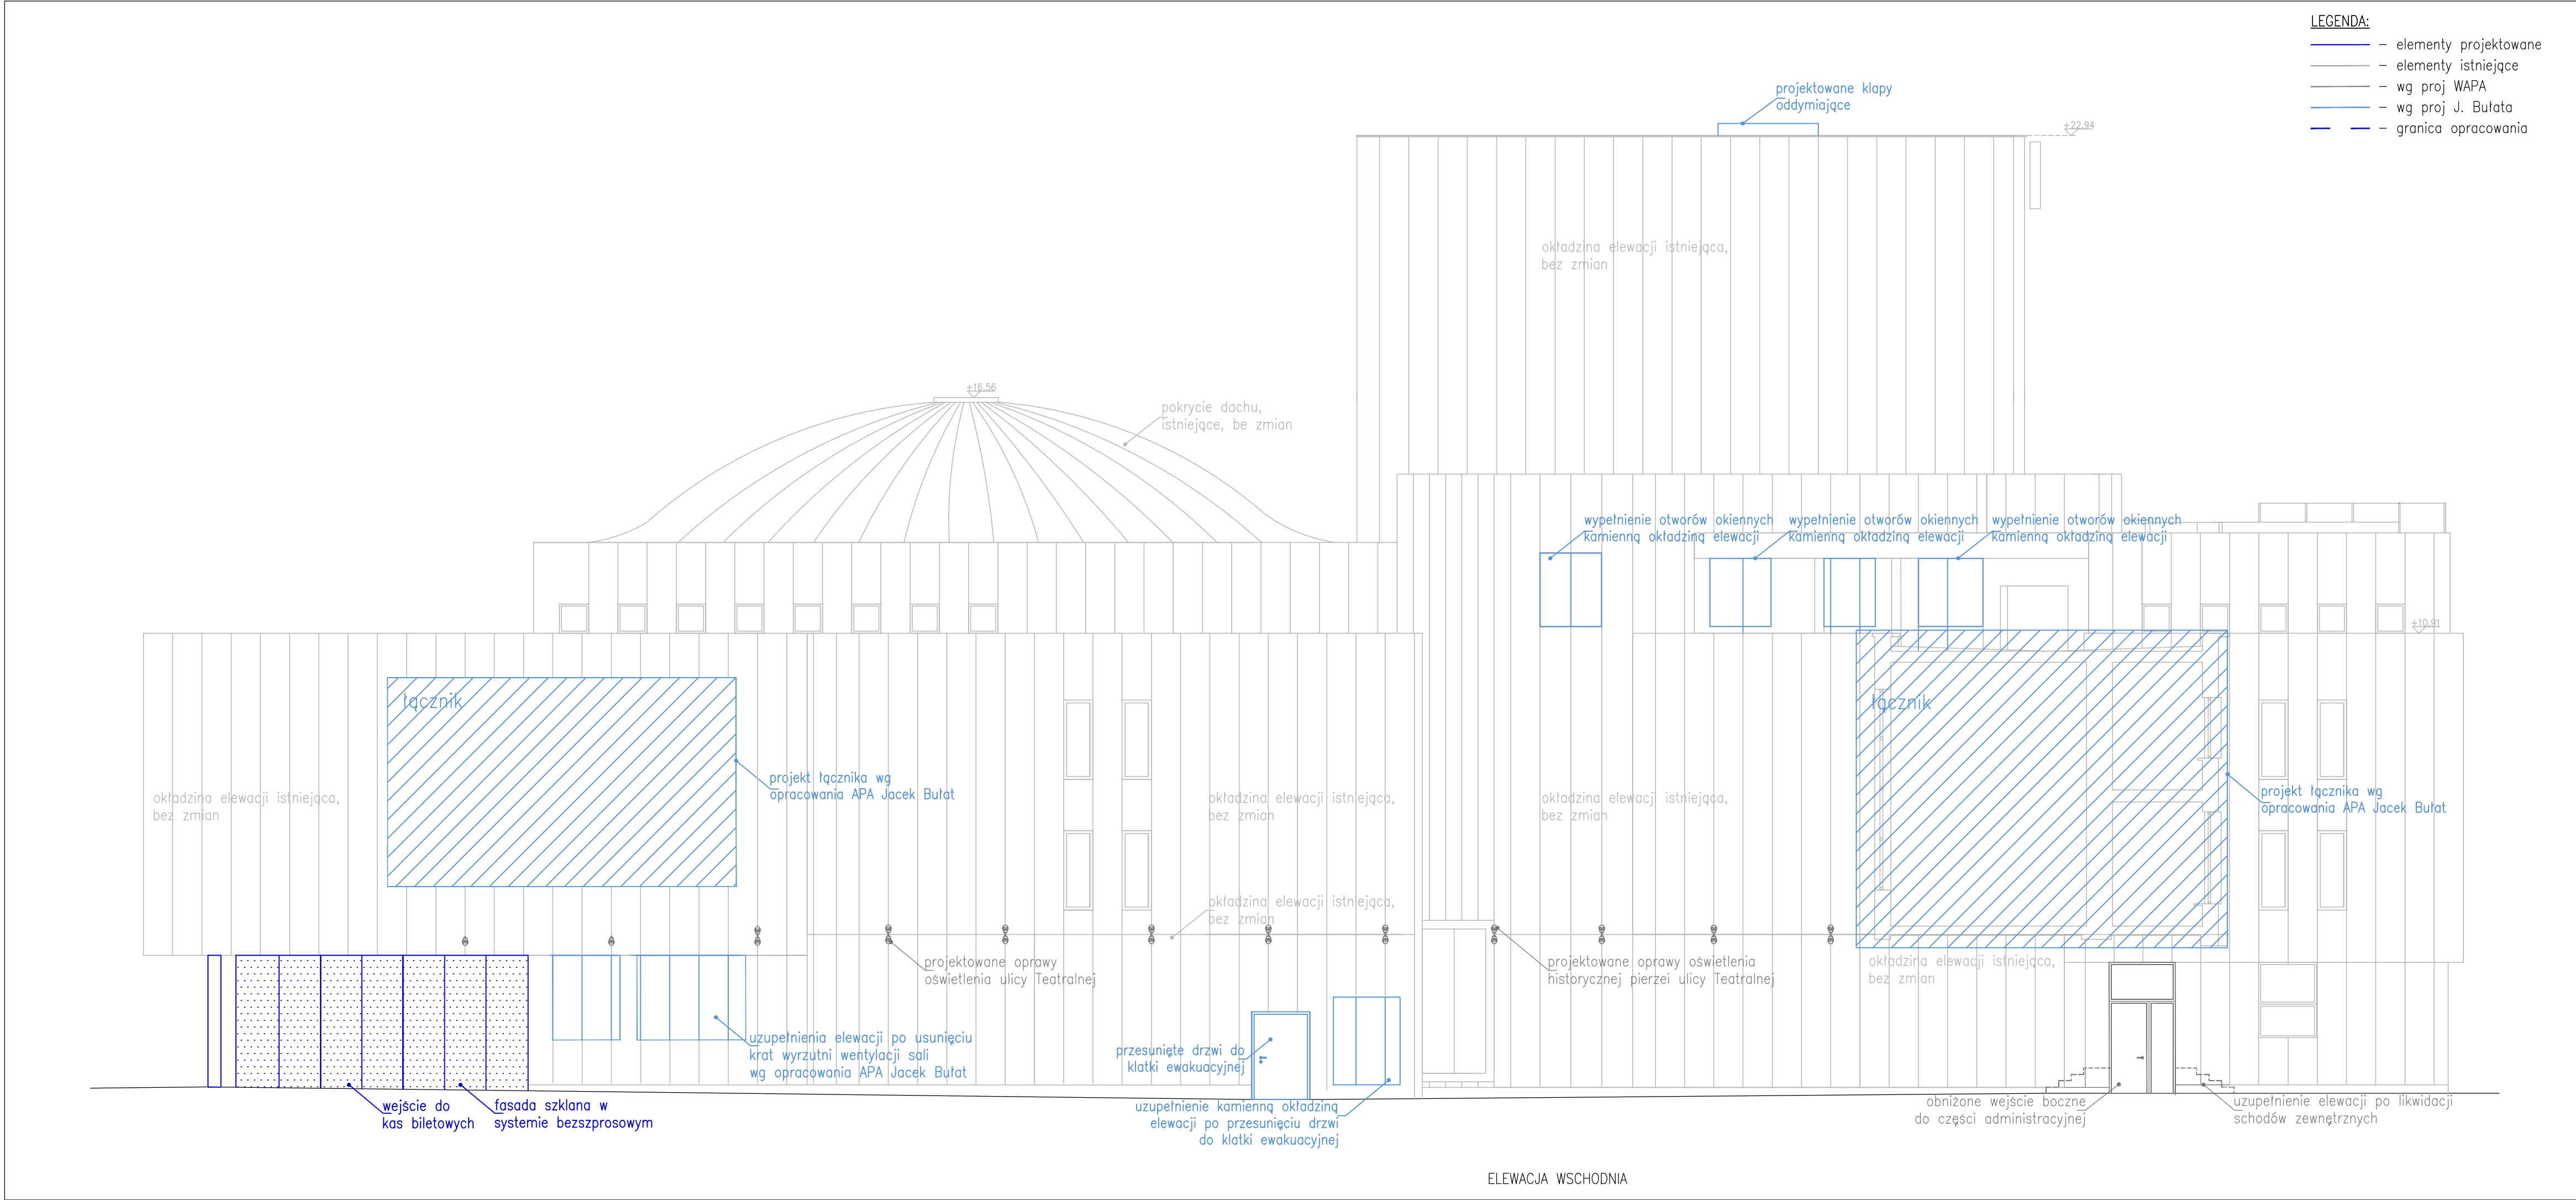 LEGENDA:
– elementy projektowane
– elementy istniejące
– wg proj WAPA
– wg proj J. Bułata
– granica opracowania
projektowane klapy
oddymiające
+22.94
okładzina elewacji istniejąca,
bez zmian
+16.56
pokrycie dachu,
istniejące, be zmian
wypełnienie otworów okiennych
kamienną okładziną elewacji
wypełnienie otworów okiennych
kamienną okładziną elewacji
wypełnienie otworów okiennych
kamienną okładziną elewacji
+10.91
łącznik
łącznik
projekt łącznika wg
opracowania APA Jacek Bułat
okładzina elewacji istniejąca,
bez zmian
okładzina elewacji istniejąca,
bez zmian
okładzina elewacji istniejąca,
bez zmian
projekt łącznika wg
opracowania APA Jacek Bułat
okładzina elewacji istniejąca,
bez zmian
projektowane oprawy
oświetlenia ulicy Teatralnej
projektowane oprawy oświetlenia
historycznej pierzei ulicy Teatralnej
okładzina elewacji istniejąca,
bez zmian
uzupełnienia elewacji po usunięciu
krat wyrzutni wentylacji sali
wg opracowania APA Jacek Bułat
przesunięte drzwi do
klatki ewakuacyjnej
wejście do
kas biletowych
fasada szklana w
systemie bezszprosowym
uzupełnienie kamienną okładziną
elewacji po przesunięciu drzwi
do klatki ewakuacyjnej
obniżone wejście boczne
do części administracyjnej
uzupełnienie elewacji po likwidacji
schodów zewnętrznych
ELEWACJA WSCHODNIA